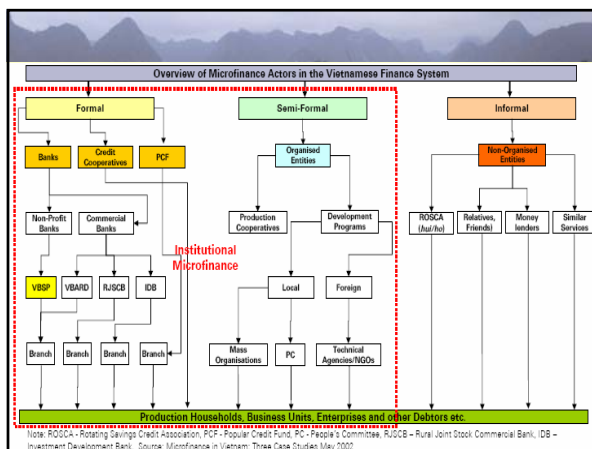 Overview of Microfinance Actors in the Vietnamese Finance System
Formal
Semi-Formal
Informal
Banks
Credit
Cooperatives
PCF
Organised
Entities
Non-Organised
Entities
Non-Profit
Banks
Commercial
Banks
Production
Cooperatives
Development
Programs
ROSCA
(hui/ho)
Relatives,
Friends)
Money
lenders
Similar
Services
Institutional
Microfinance
VBSP
VBARD
RJSCB
IDB
Local
Foreign
Branch
Branch
Branch
Branch
Mass
Organisations
PC
Technical
Agencies/NGOs
Production Households, Business Units, Enterprises and other Debtors etc.
Note: ROSCA - Rotating Savings Credit Association, PCF - Popular Credit Fund, PC - People's Committee, RJSCB – Rural Joint Stock Commercial Bank, IDB –
Investment Development Bank. Source: Microfinance in Vietnam: Three Case Studies May 2002